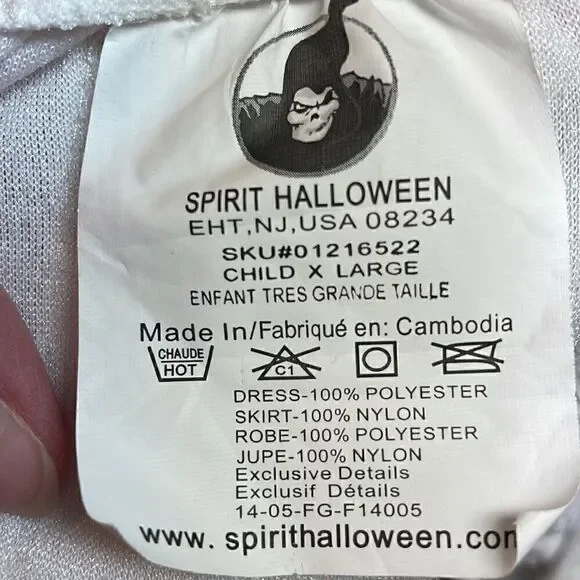 SPIRIT HALLOWEEN
EHT,NJ,USA 08234
SKU#01216522
CHILD X LARGE
ENFANT TRES GRANDE TAILLE
Made In/Fabriqué en: Cambodia
CHAUDE
HOT
C1
DRESS-100% POLYESTER
SKIRT-100% NYLON
ROBE-100% POLYESTER
JUPE-100% NYLON
Exclusive Details
Exclusif Détails
14-05-FG-F14005
www. spirithalloween.com